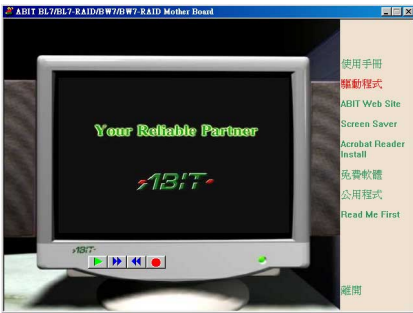 ABIT BL7/BL7-RAID/BW7/BW7-RAID Mother Board
Your Reliable Partner
ABIT
ABIT
使用手冊
驅動程式
ABIT Web Site
Screen Saver
Acrobat Reader
Install
免費軟體
公用程式
Read Me First
離開